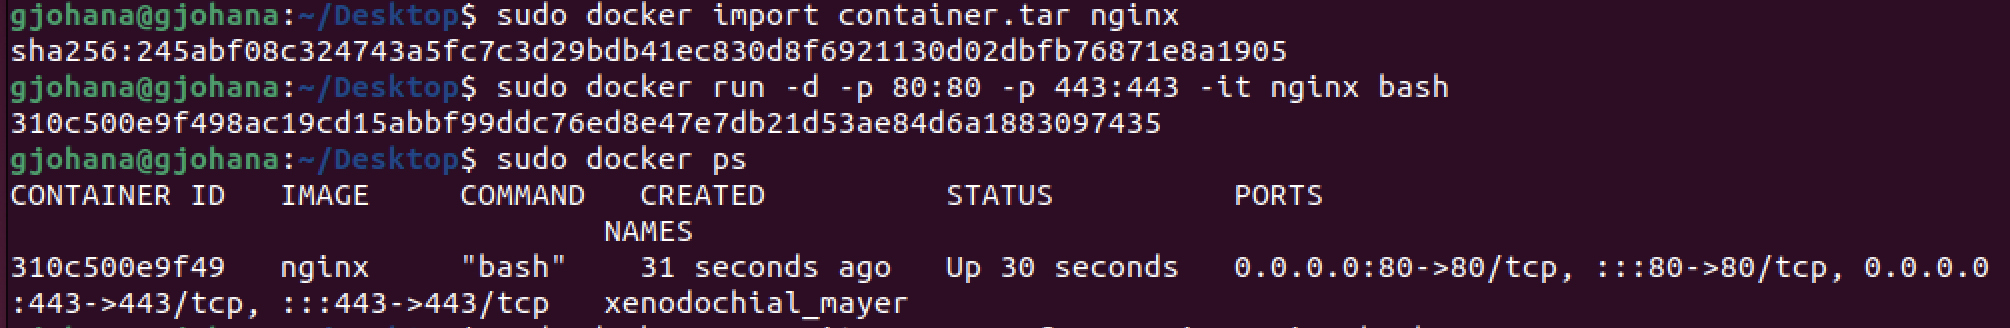 gjohana@gjohana:~/Desktop$ sudo docker import container.tar nginx
sha256:245abf08c324743a5fc7c3d29bdb41ec830d8f6921130d02dbfb76871e8a1905
gjohana@gjohana:~/Desktop$ sudo docker run -d -p 80:80 -p 443:443 -it nginx bash
310c500e9f498ac19cd15abbf99ddc76ed8e47e7db21d53ae84d6a1883097435
gjohana@gjohana:~/Desktop$ sudo docker ps
CONTAINER ID   IMAGE     COMMAND   CREATED          STATUS          PORTS
NAMES
310c500e9f49   nginx     "bash"    31 seconds ago   Up 30 seconds   0.0.0.0:80->80/tcp, :::80->80/tcp, 0.0.0.0
:443->443/tcp, :::443->443/tcp   xenodochial_mayer